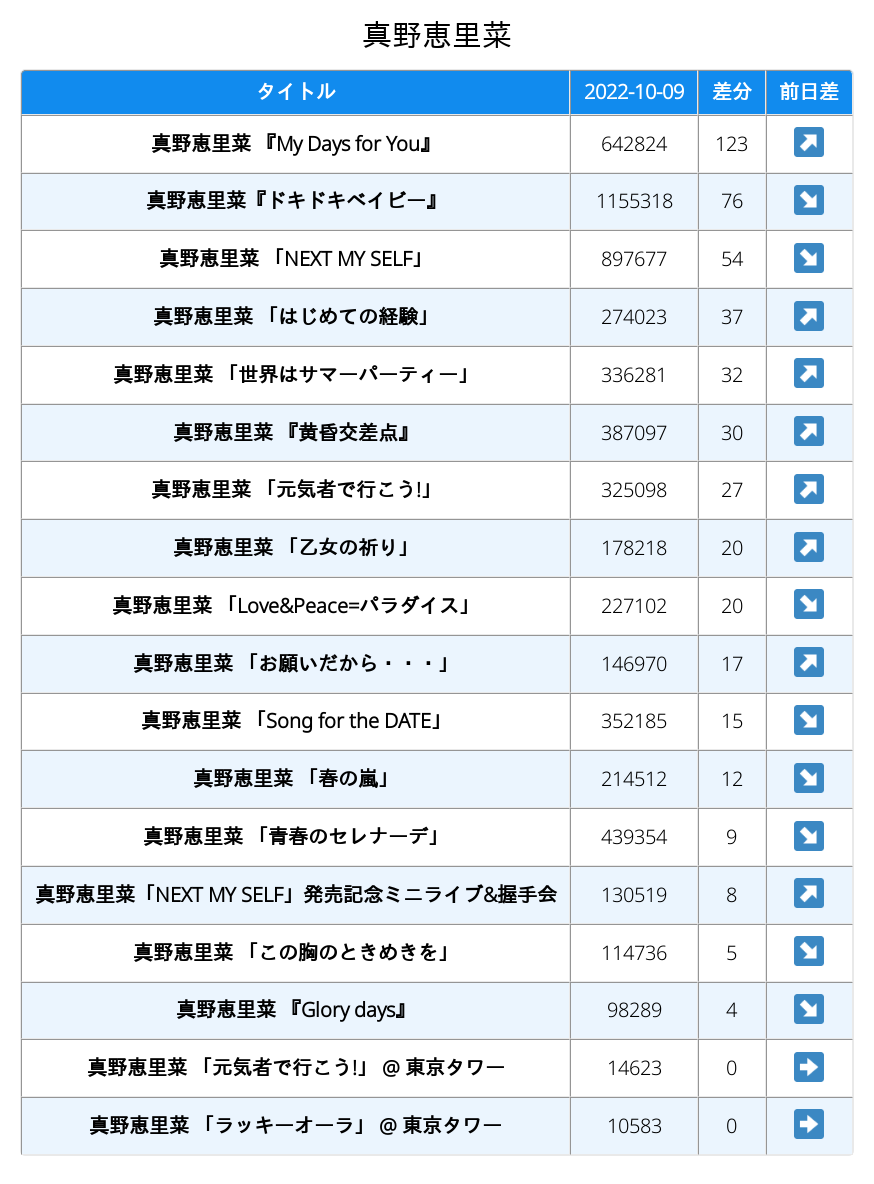 真野恵里菜
タイトル 2022-10-09 差分 前日差
真野恵里菜 『My Days for You』 642824 123 ↗
真野恵里菜『ドキドキベイビー』 1155318 76 ↘
真野恵里菜 「NEXT MY SELF」 897677 54 ↘
真野恵里菜 「はじめての経験」 274023 37 ↗
真野恵里菜 「世界はサマーパーティー」 336281 32 ↗
真野恵里菜 『黄昏交差点』 387097 30 ↗
真野恵里菜 「元気者で行こう!」 325098 27 ↗
真野恵里菜 「乙女の祈り」 178218 20 ↗
真野恵里菜 「Love&Peace=パラダイス」 227102 20 ↘
真野恵里菜 「お願いだから・・・」 146970 17 ↗
真野恵里菜 「Song for the DATE」 352185 15 ↘
真野恵里菜 「春の嵐」 214512 12 ↘
真野恵里菜 「青春のセレナーデ」 439354 9 ↘
真野恵里菜「NEXT MY SELF」発売記念ミニライブ&握手会 130519 8 ↗
真野恵里菜 「この胸のときめきを」 114736 5 ↘
真野恵里菜 『Glory days』 98289 4 ↘
真野恵里菜 「元気者で行こう!」 @ 東京タワー 14623 0 →
真野恵里菜 「ラッキーオーラ」 @ 東京タワー 10583 0 →